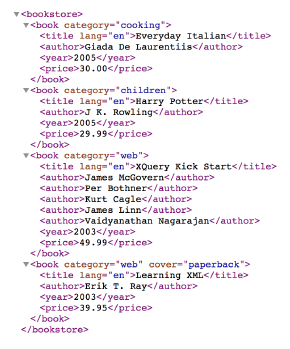 <bookstore>
<book category="cooking">
<title lang="en">Everyday Italian</title>
<author>Giada De Laurentiis</author>
<year>2005</year>
<price>30.00</price>
</book>
<book category="children">
<title lang="en">Harry Potter</title>
<author>J K. Rowling</author>
<year>2005</year>
<price>29.99</price>
</book>
<book category="web">
<title lang="en">XQuery Kick Start</title>
<author>James McGovern</author>
<author>Per Bothner</author>
<author>Kurt Cagle</author>
<author>James Linn</author>
<author>Vaidyanathan Nagarajan</author>
<year>2003</year>
<price>49.99</price>
</book>
<book category="web" cover="paperback">
<title lang="en">Learning XML</title>
<author>Erik T. Ray</author>
<year>2003</year>
<price>39.95</price>
</book>
</bookstore>